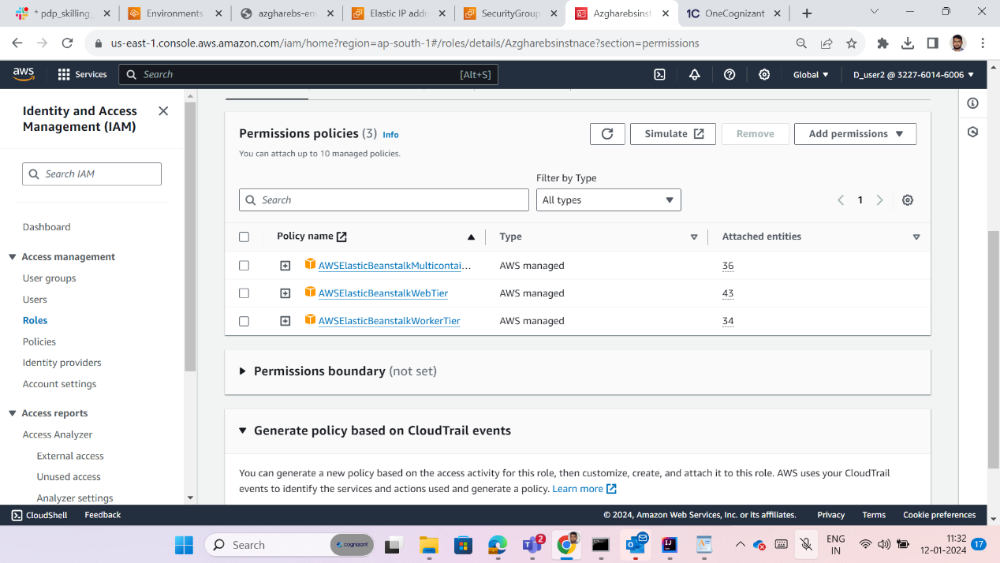 * pdp_skilling_
Environments
azgharebs-env
Elastic IP addr
SecurityGroup
Azgharebsinst
OneCognizant
us-east-1.console.aws.amazon.com/iam/home?region=ap-south-1#/roles/details/Azgharebsinstnace?section=permissions
aws
Services
Search
[Alt+S]
Global
D_user2 @ 3227-6014-6006
Identity and Access
Management (IAM)
Search IAM
Dashboard
Access management
User groups
Users
Roles
Policies
Identity providers
Account settings
Access reports
Access Analyzer
External access
Unused access
Analyzer settings
Permissions policies (3) Info
You can attach up to 10 managed policies.
Simulate
Remove
Add permissions
Filter by Type
Search
All types
1
Policy name
Type
Attached entities
AWSElasticBeanstalkMulticontai...
AWS managed
36
AWSElasticBeanstalkWebTier
AWS managed
43
AWSElasticBeanstalkWorkerTier
AWS managed
34
Permissions boundary (not set)
Generate policy based on CloudTrail events
You can generate a new policy based on the access activity for this role, then customize, create, and attach it to this role. AWS uses your CloudTrail
events to identify the services and actions used and generate a policy. Learn more
CloudShell
Feedback
© 2024, Amazon Web Services, Inc. or its affiliates.
Privacy
Terms
Cookie preferences
Search
cognizant
2
ENG
IN
11:32
12-01-2024
17